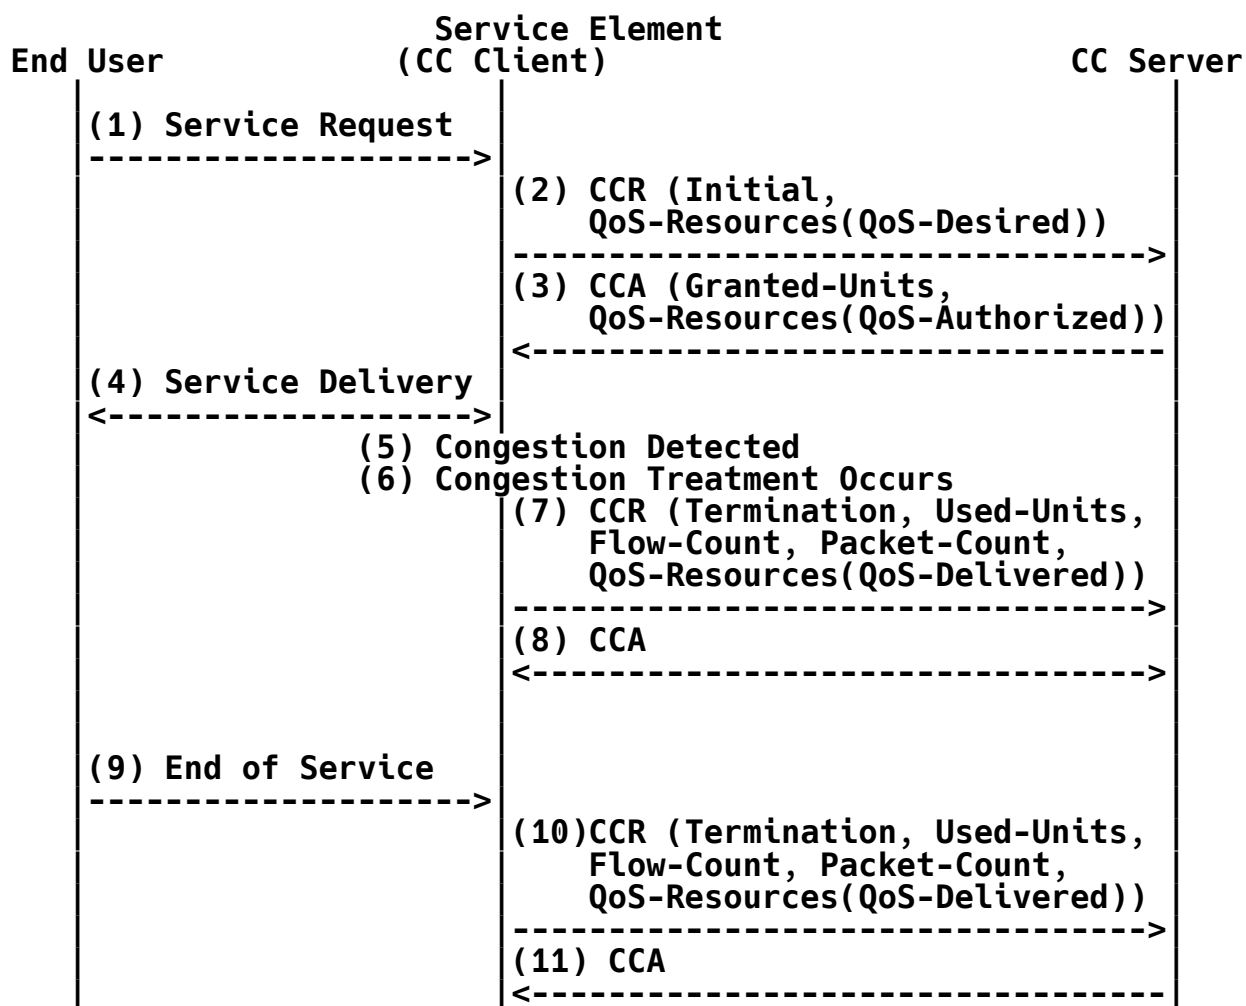 Service Element
End User (CC Client) CC Server
(1) Service Request
------------------->
(2) CCR (Initial,
QoS-Resources(QoS-Desired))
--------------------------------->
(3) CCA (Granted-Units,
QoS-Resources(QoS-Authorized))
<---------------------------------
(4) Service Delivery
<------------------->
(5) Congestion Detected
(6) Congestion Treatment Occurs
(7) CCR (Termination, Used-Units,
Flow-Count, Packet-Count,
QoS-Resources(QoS-Delivered))
--------------------------------->
(8) CCA
<-------------------------------->
(9) End of Service
-------------------->
(10)CCR (Termination, Used-Units,
Flow-Count, Packet-Count,
QoS-Resources(QoS-Delivered))
--------------------------------->
(11) CCA
<---------------------------------